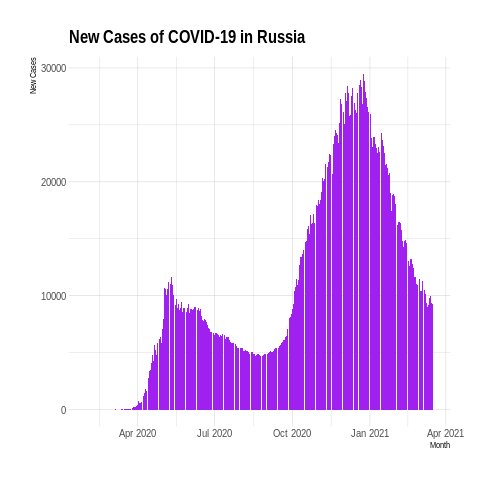 New Cases of COVID-19 in Russia
New Cases
30000
20000
10000
0
Apr 2020 Jul 2020 Oct 2020 Jan 2021 Apr 2021
Month